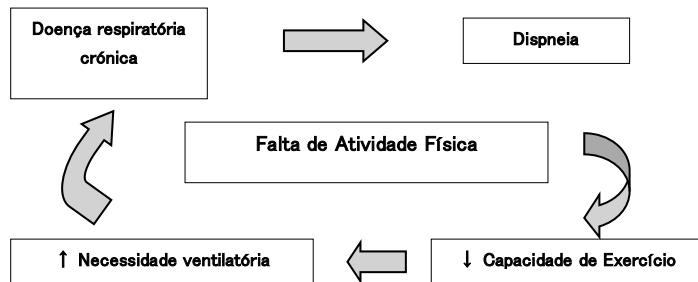 Doença respiratória
crónica
Dispneia
Falta de Atividade Física
↑ Necessidade ventilatória
↓ Capacidade de Exercício